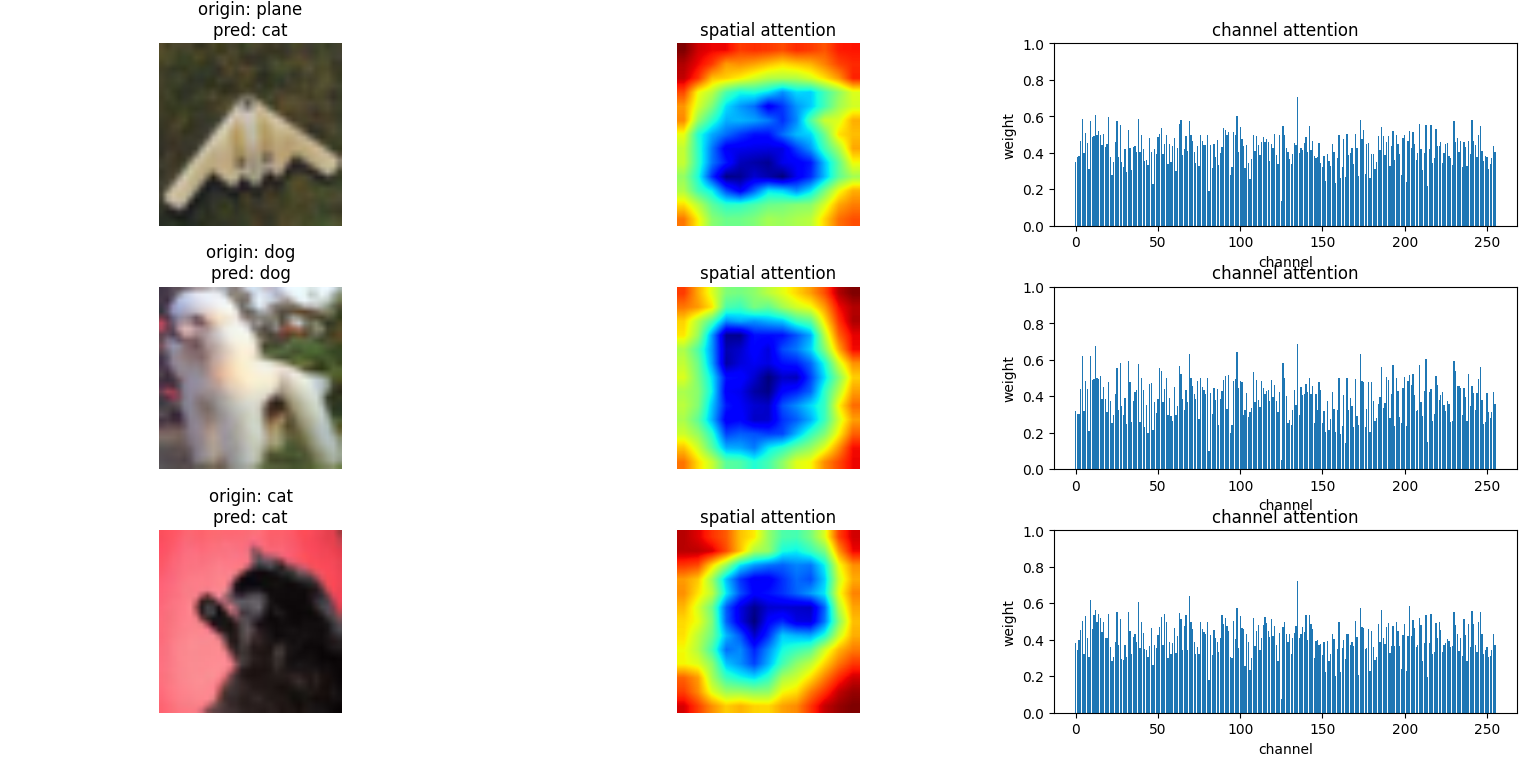 origin: plane
pred: cat
spatial attention
channel attention
1.0
0.8
0.6
0.4
0.2
0.0
weight
0 50 100 150 200 250
channel
origin: dog
pred: dog
spatial attention
channel attention
1.0
0.8
0.6
0.4
0.2
0.0
weight
0 50 100 150 200 250
channel
origin: cat
pred: cat
spatial attention
channel attention
1.0
0.8
0.6
0.4
0.2
0.0
weight
0 50 100 150 200 250
channel